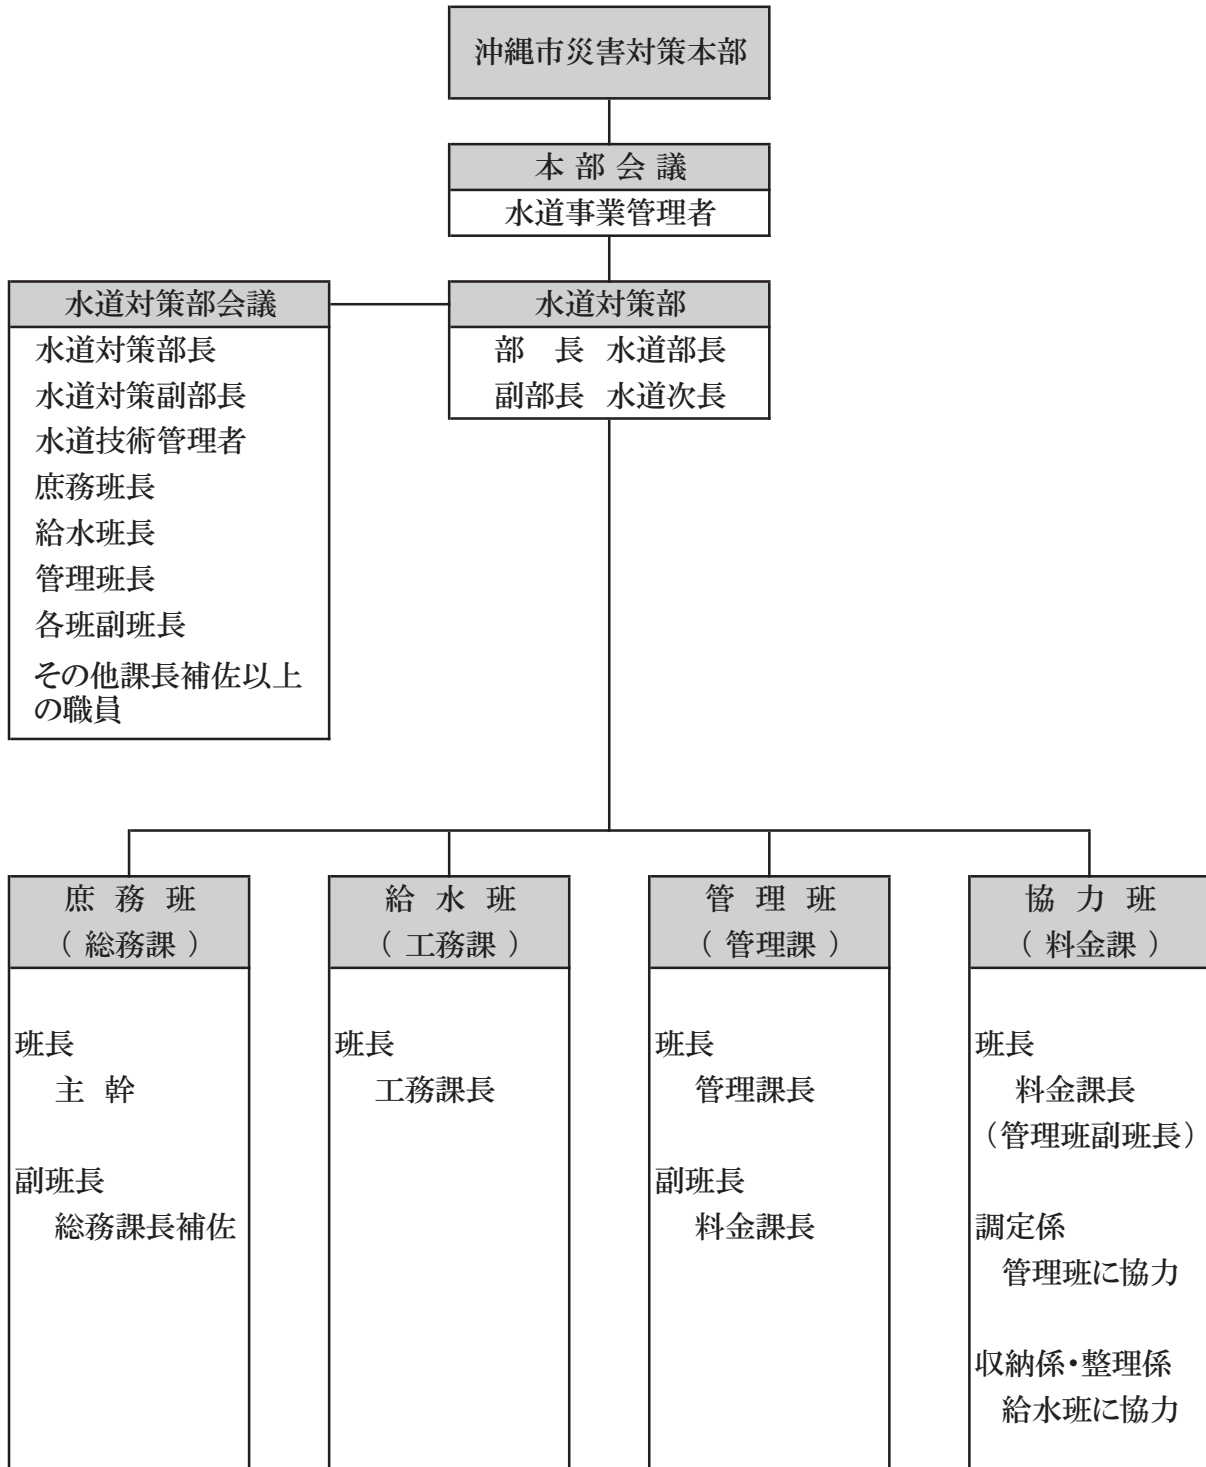 沖縄市災害対策本部
本部会議
水道事業管理者
水道対策部会議
水道対策部長
水道対策副部長
水道技術管理者
庶務班長
給水班長
管理班長
各班副班長
その他課長補佐以上
の職員
水道対策部
部　長 水道部長
副部長 水道次長
庶務班
（総務課）
班長
主幹
副班長
総務課長補佐
給水班
（工務課）
班長
工務課長
管理班
（管理課）
班長
管理課長
副班長
料金課長
協力班
（料金課）
班長
料金課長
（管理班副班長）
調定係
管理班に協力
収納係・整理係
給水班に協力